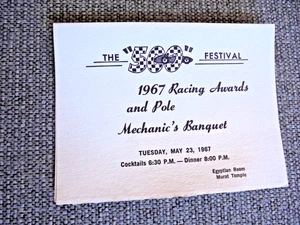 THE "500" FESTIVAL
1967 Racing Awards
and Pole
Mechanic's Banquet
TUESDAY, MAY 23, 1967
Cocktails 6:30 P.M. — Dinner 8:00 P.M.
Egyptian Room
Murat Temple